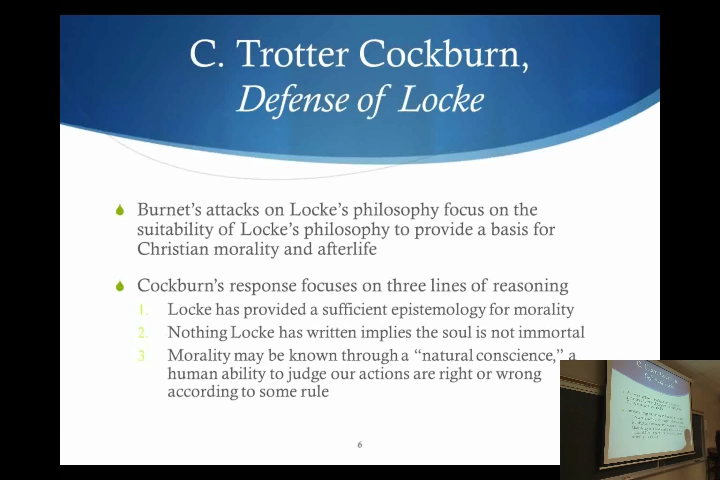 C. Trotter Cockburn,
Defense of Locke
Burnet's attacks on Locke's philosophy focus on the
suitability of Locke's philosophy to provide a basis for
Christian morality and afterlife
Cockburn's response focuses on three lines of reasoning
1. Locke has provided a sufficient epistemology for morality
2. Nothing Locke has written implies the soul is not immortal
3 Morality may be known through a “natural conscience,” a
human ability to judge our actions are right or wrong
according to some rule
6